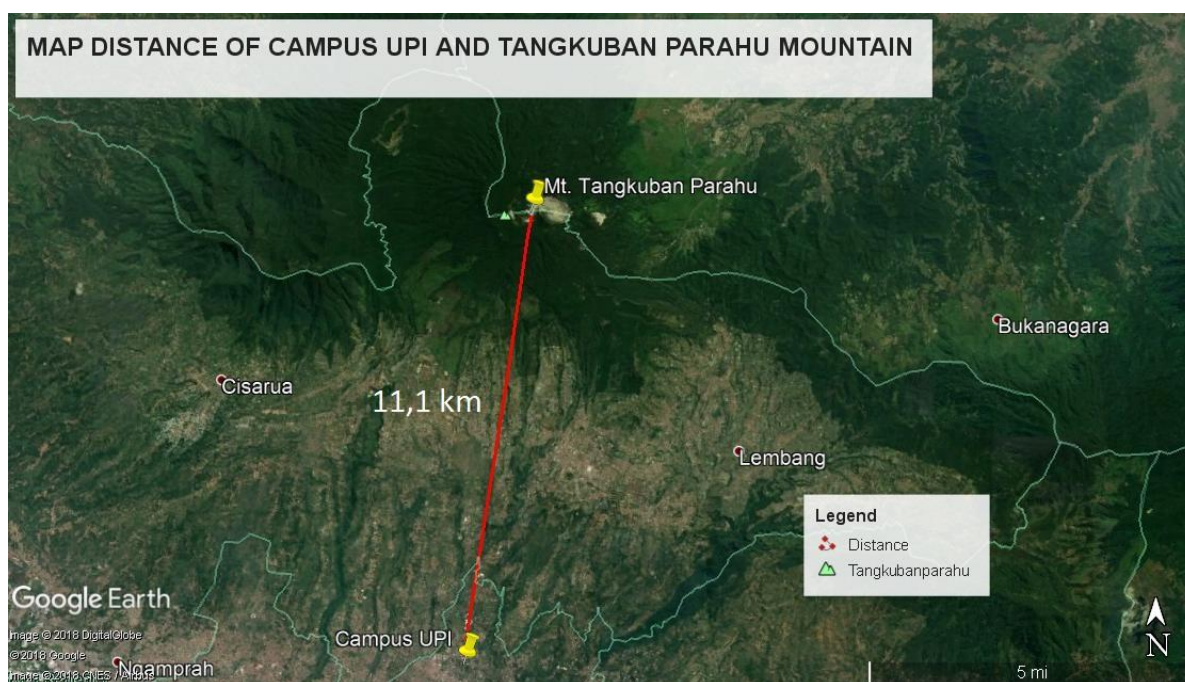 MAP DISTANCE OF CAMPUS UPI AND TANGKUBAN PARAHU MOUNTAIN
Mt. Tangkuban Parahu
Bukanagara
Cisarua
11,1 km
Lembang
Legend
Distance
Tangkubanparahu
Google Earth
Image © 2018 DigitalGlobe
Campus UPI
©2018 Google
Ngamprah
Image © 2018 CNES / Airbus
5 mi
N